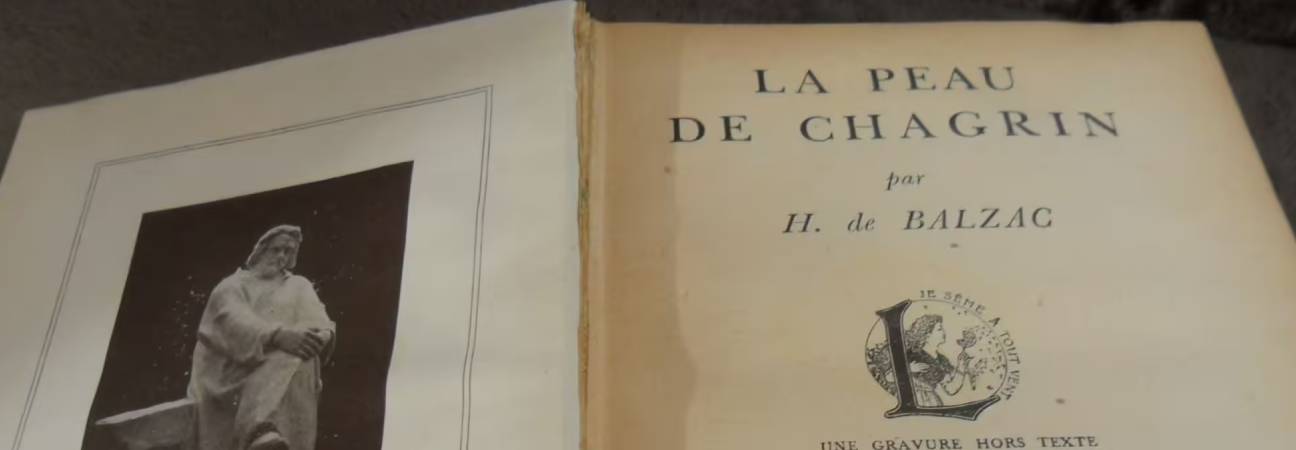 LA PEAU
DE CHAGRIN
par
H. de BALZAC
JE SÈME A TOUT VENT
L
UNE GRAVURE HORS TEXTE